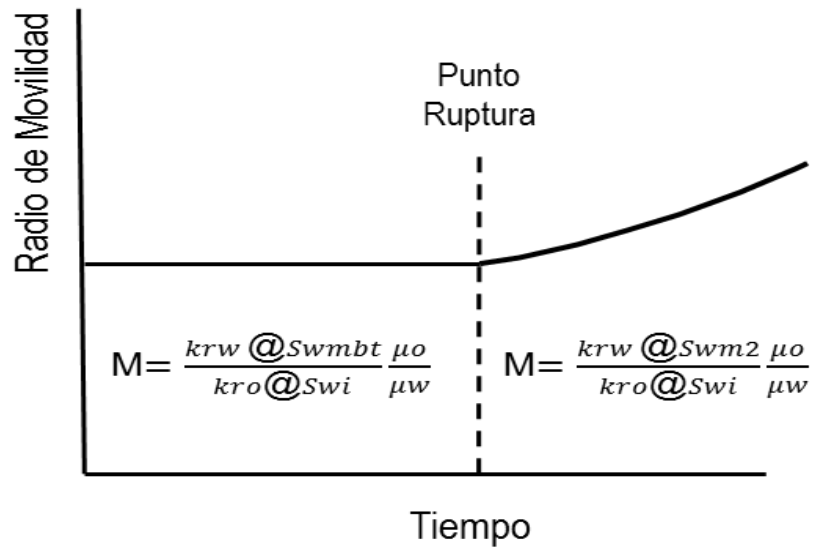 Radio de Movilidad
Punto
Ruptura
M= krw @Swmbt / kro@Swi μo / μw
M= krw @Swm2 / kro@Swi μo / μw
Tiempo